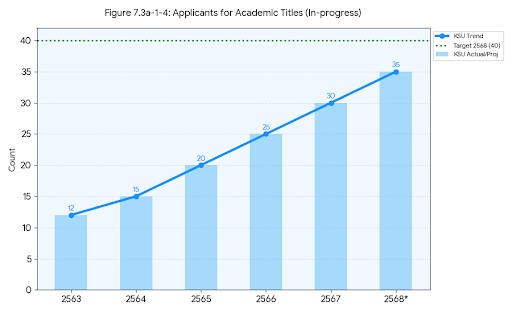 Figure 7.3a-1-4: Applicants for Academic Titles (In-progress)
KSU Trend
Target 2568 (40)
KSU Actual/Proj
Count
40
35
30
25
20
15
10
5
0
12
15
20
25
30
35
2563 2564 2565 2566 2567 2568*